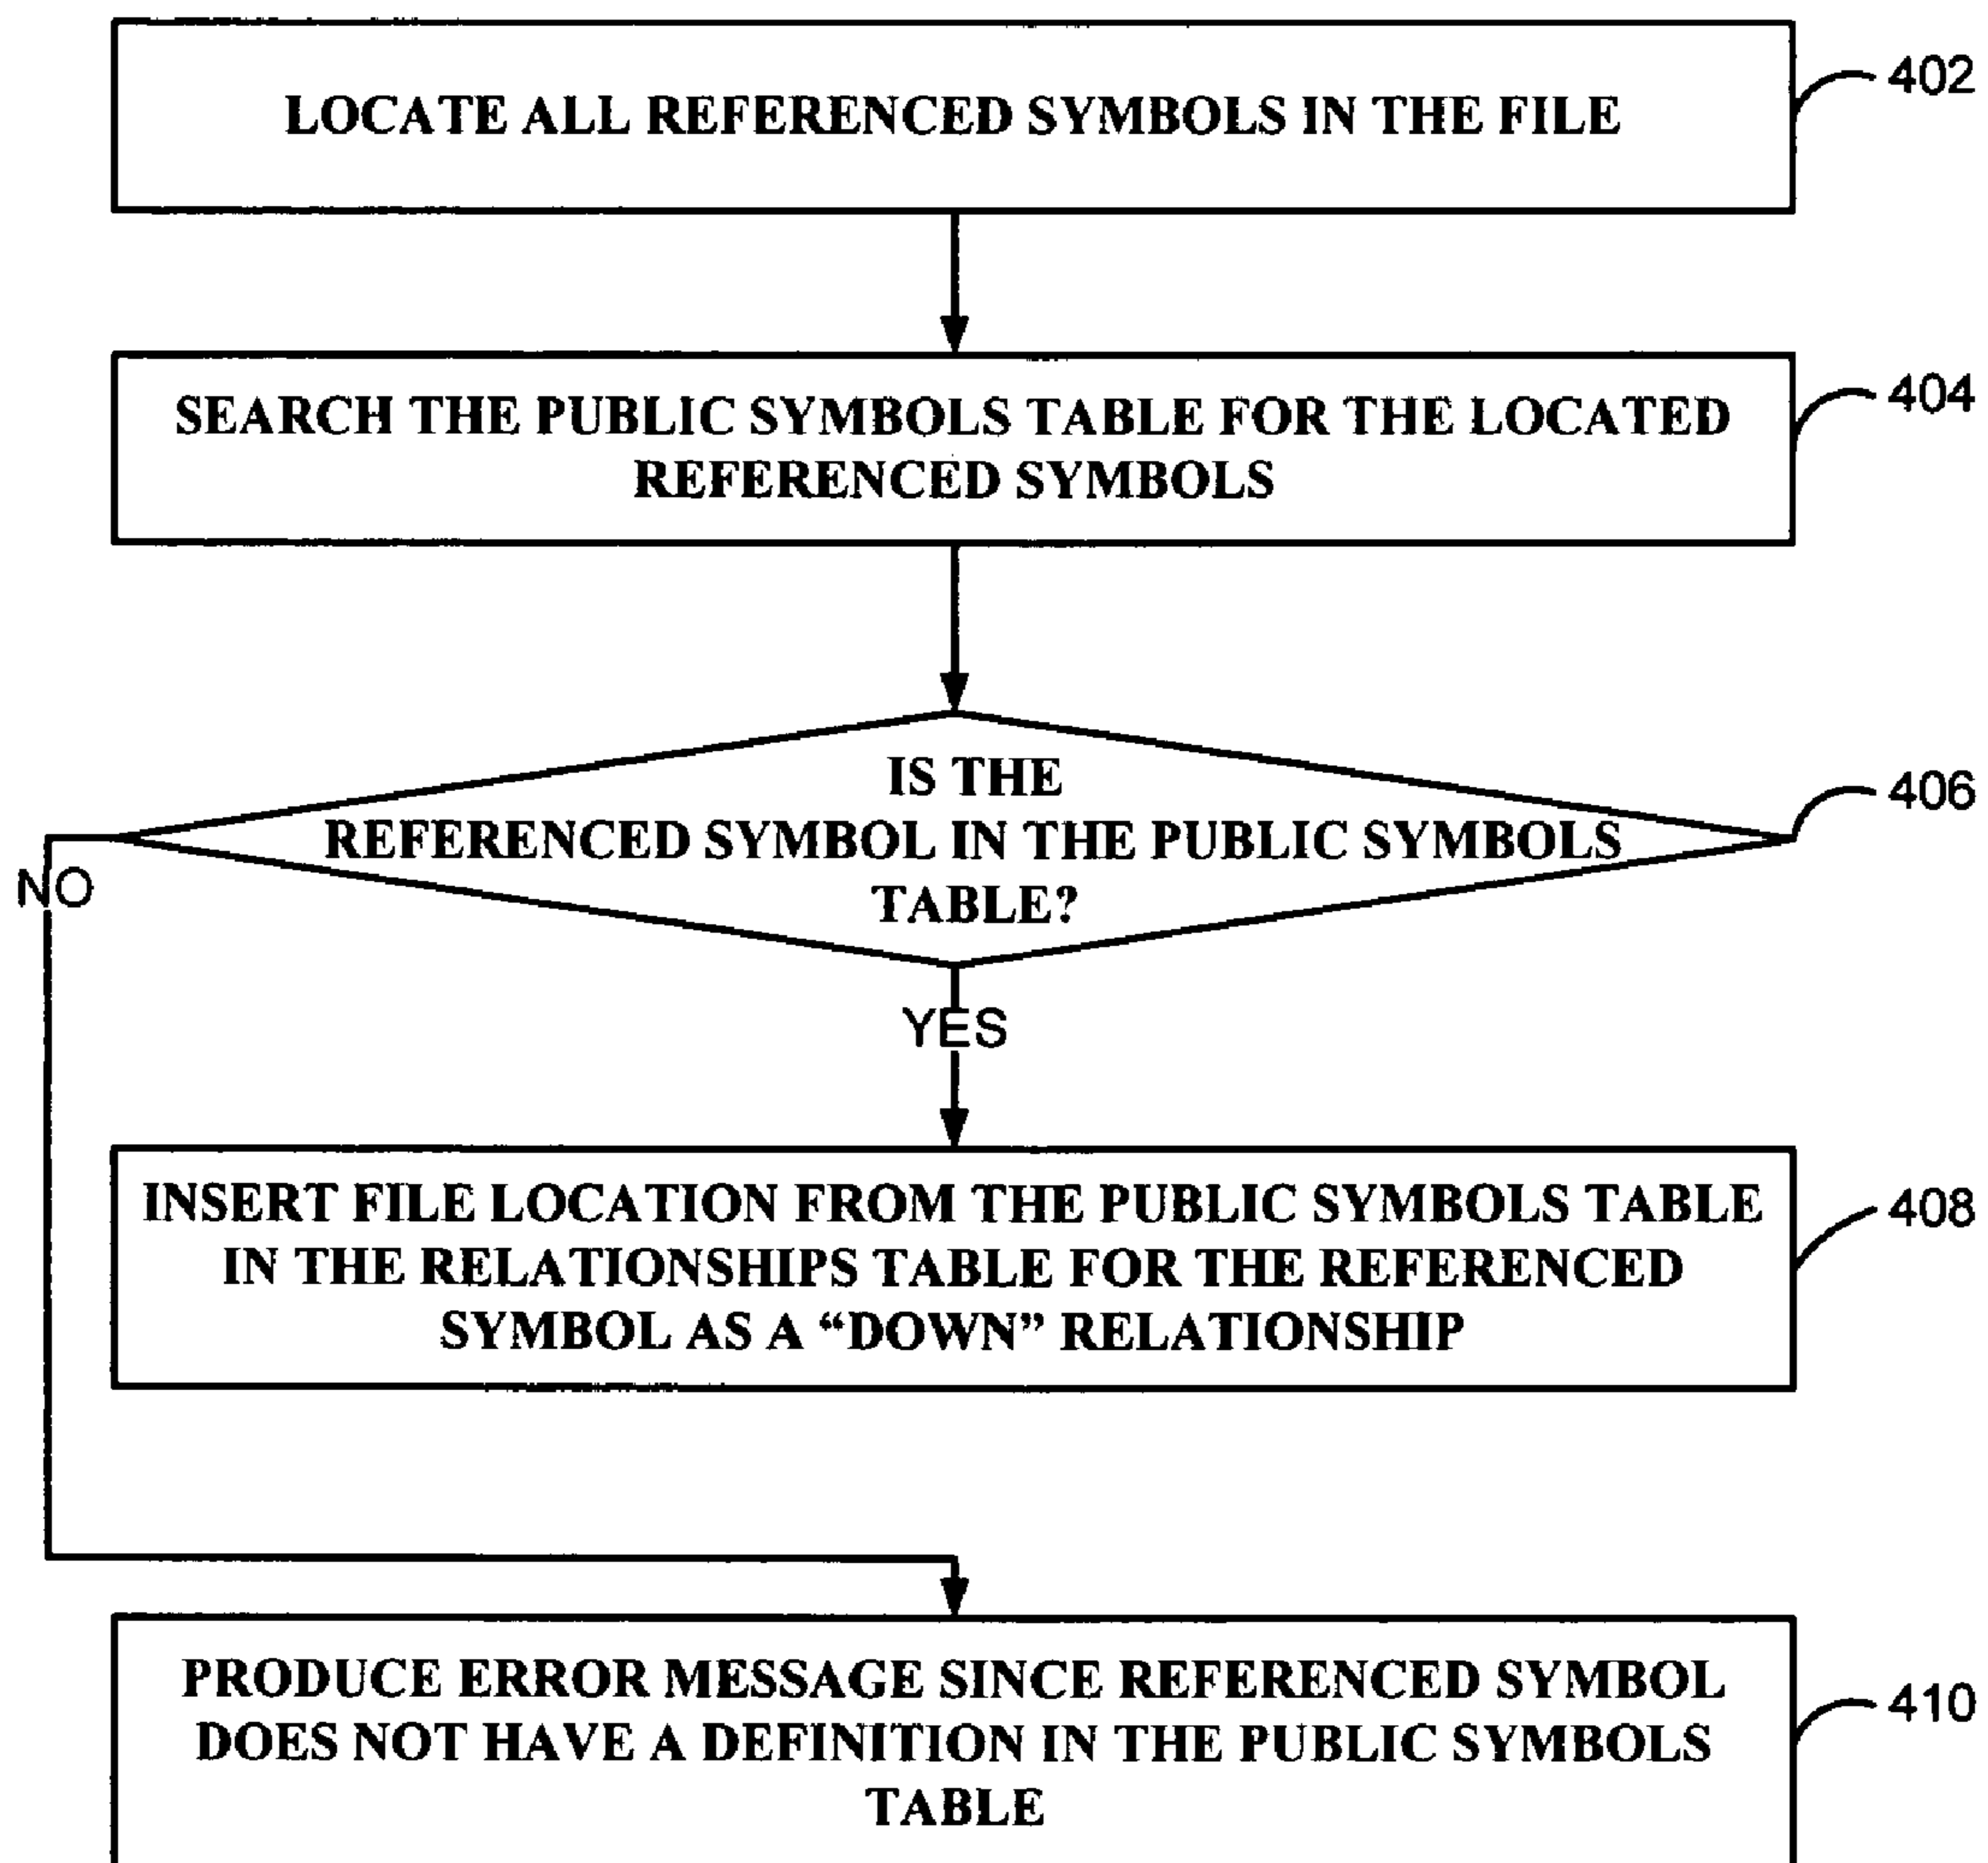 LOCATE ALL REFERENCED SYMBOLS IN THE FILE
402
SEARCH THE PUBLIC SYMBOLS TABLE FOR THE LOCATED
REFERENCED SYMBOLS
404
IS THE
REFERENCED SYMBOL IN THE PUBLIC SYMBOLS
TABLE?
406
NO
YES
INSERT FILE LOCATION FROM THE PUBLIC SYMBOLS TABLE
IN THE RELATIONSHIPS TABLE FOR THE REFERENCED
SYMBOL AS A “DOWN” RELATIONSHIP
408
PRODUCE ERROR MESSAGE SINCE REFERENCED SYMBOL
DOES NOT HAVE A DEFINITION IN THE PUBLIC SYMBOLS
TABLE
410